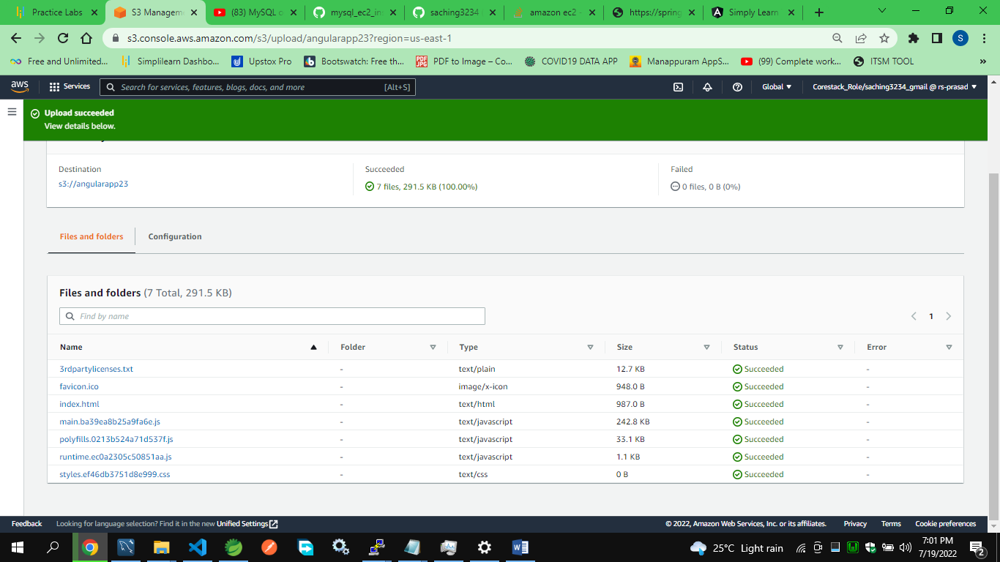 Practice Labs
S3 Managem
(83) MySQL o
mysql_ec2_in
saching3234
amazon ec2 -
https://spring
Simply Learn
s3.console.aws.amazon.com/s3/upload/angularapp23?region=us-east-1
S
Free and Unlimited...
Simplilearn Dashbo...
Upstox Pro
Bootswatch: Free th...
PDF to Image – Co...
COVID19 DATA APP
Manappuram AppS...
(99) Complete work...
ITSM TOOL
»
aws
Services
Search for services, features, blogs, docs, and more
[Alt+S]
Global
Corestack_Role/saching3234_gmail @ rs-prasad
Upload succeeded
View details below.
Destination
Succeeded
Failed
s3://angularapp23
7 files, 291.5 KB (100.00%)
0 files, 0 B (0%)
Files and folders
Configuration
Files and folders (7 Total, 291.5 KB)
Find by name
1
Name Folder Type Size Status Error
3rdpartylicenses.txt - text/plain 12.7 KB Succeeded -
favicon.ico - image/x-icon 948.0 B Succeeded -
index.html - text/html 987.0 B Succeeded -
main.ba39ea8b25a9fa6e.js - text/javascript 242.8 KB Succeeded -
polyfills.0213b524a71d537f.js - text/javascript 33.1 KB Succeeded -
runtime.ec0a2305c50851aa.js - text/javascript 1.1 KB Succeeded -
styles.ef46db3751d8e999.css - text/css 0 B Succeeded -
Feedback
Looking for language selection? Find it in the new Unified Settings
© 2022, Amazon Web Services, Inc. or its affiliates.
Privacy
Terms
Cookie preferences
25°C Light rain
7:01 PM
7/19/2022
2